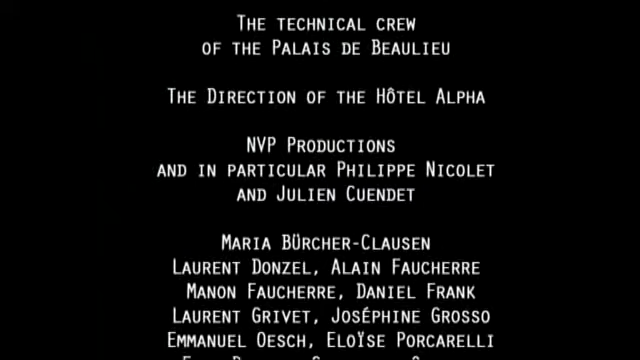 The technical crew
of the Palais de Beaulieu
The Direction of the Hôtel Alpha
NVP Productions
and in particular Philippe Nicolet
and Julien Cuendet
Maria Bürcher-Clausen
Laurent Donzel, Alain Faucherre
Manon Faucherre, Daniel Frank
Laurent Grivet, Joséphine Grosso
Emmanuel Oesch, Eloïse Porcarelli